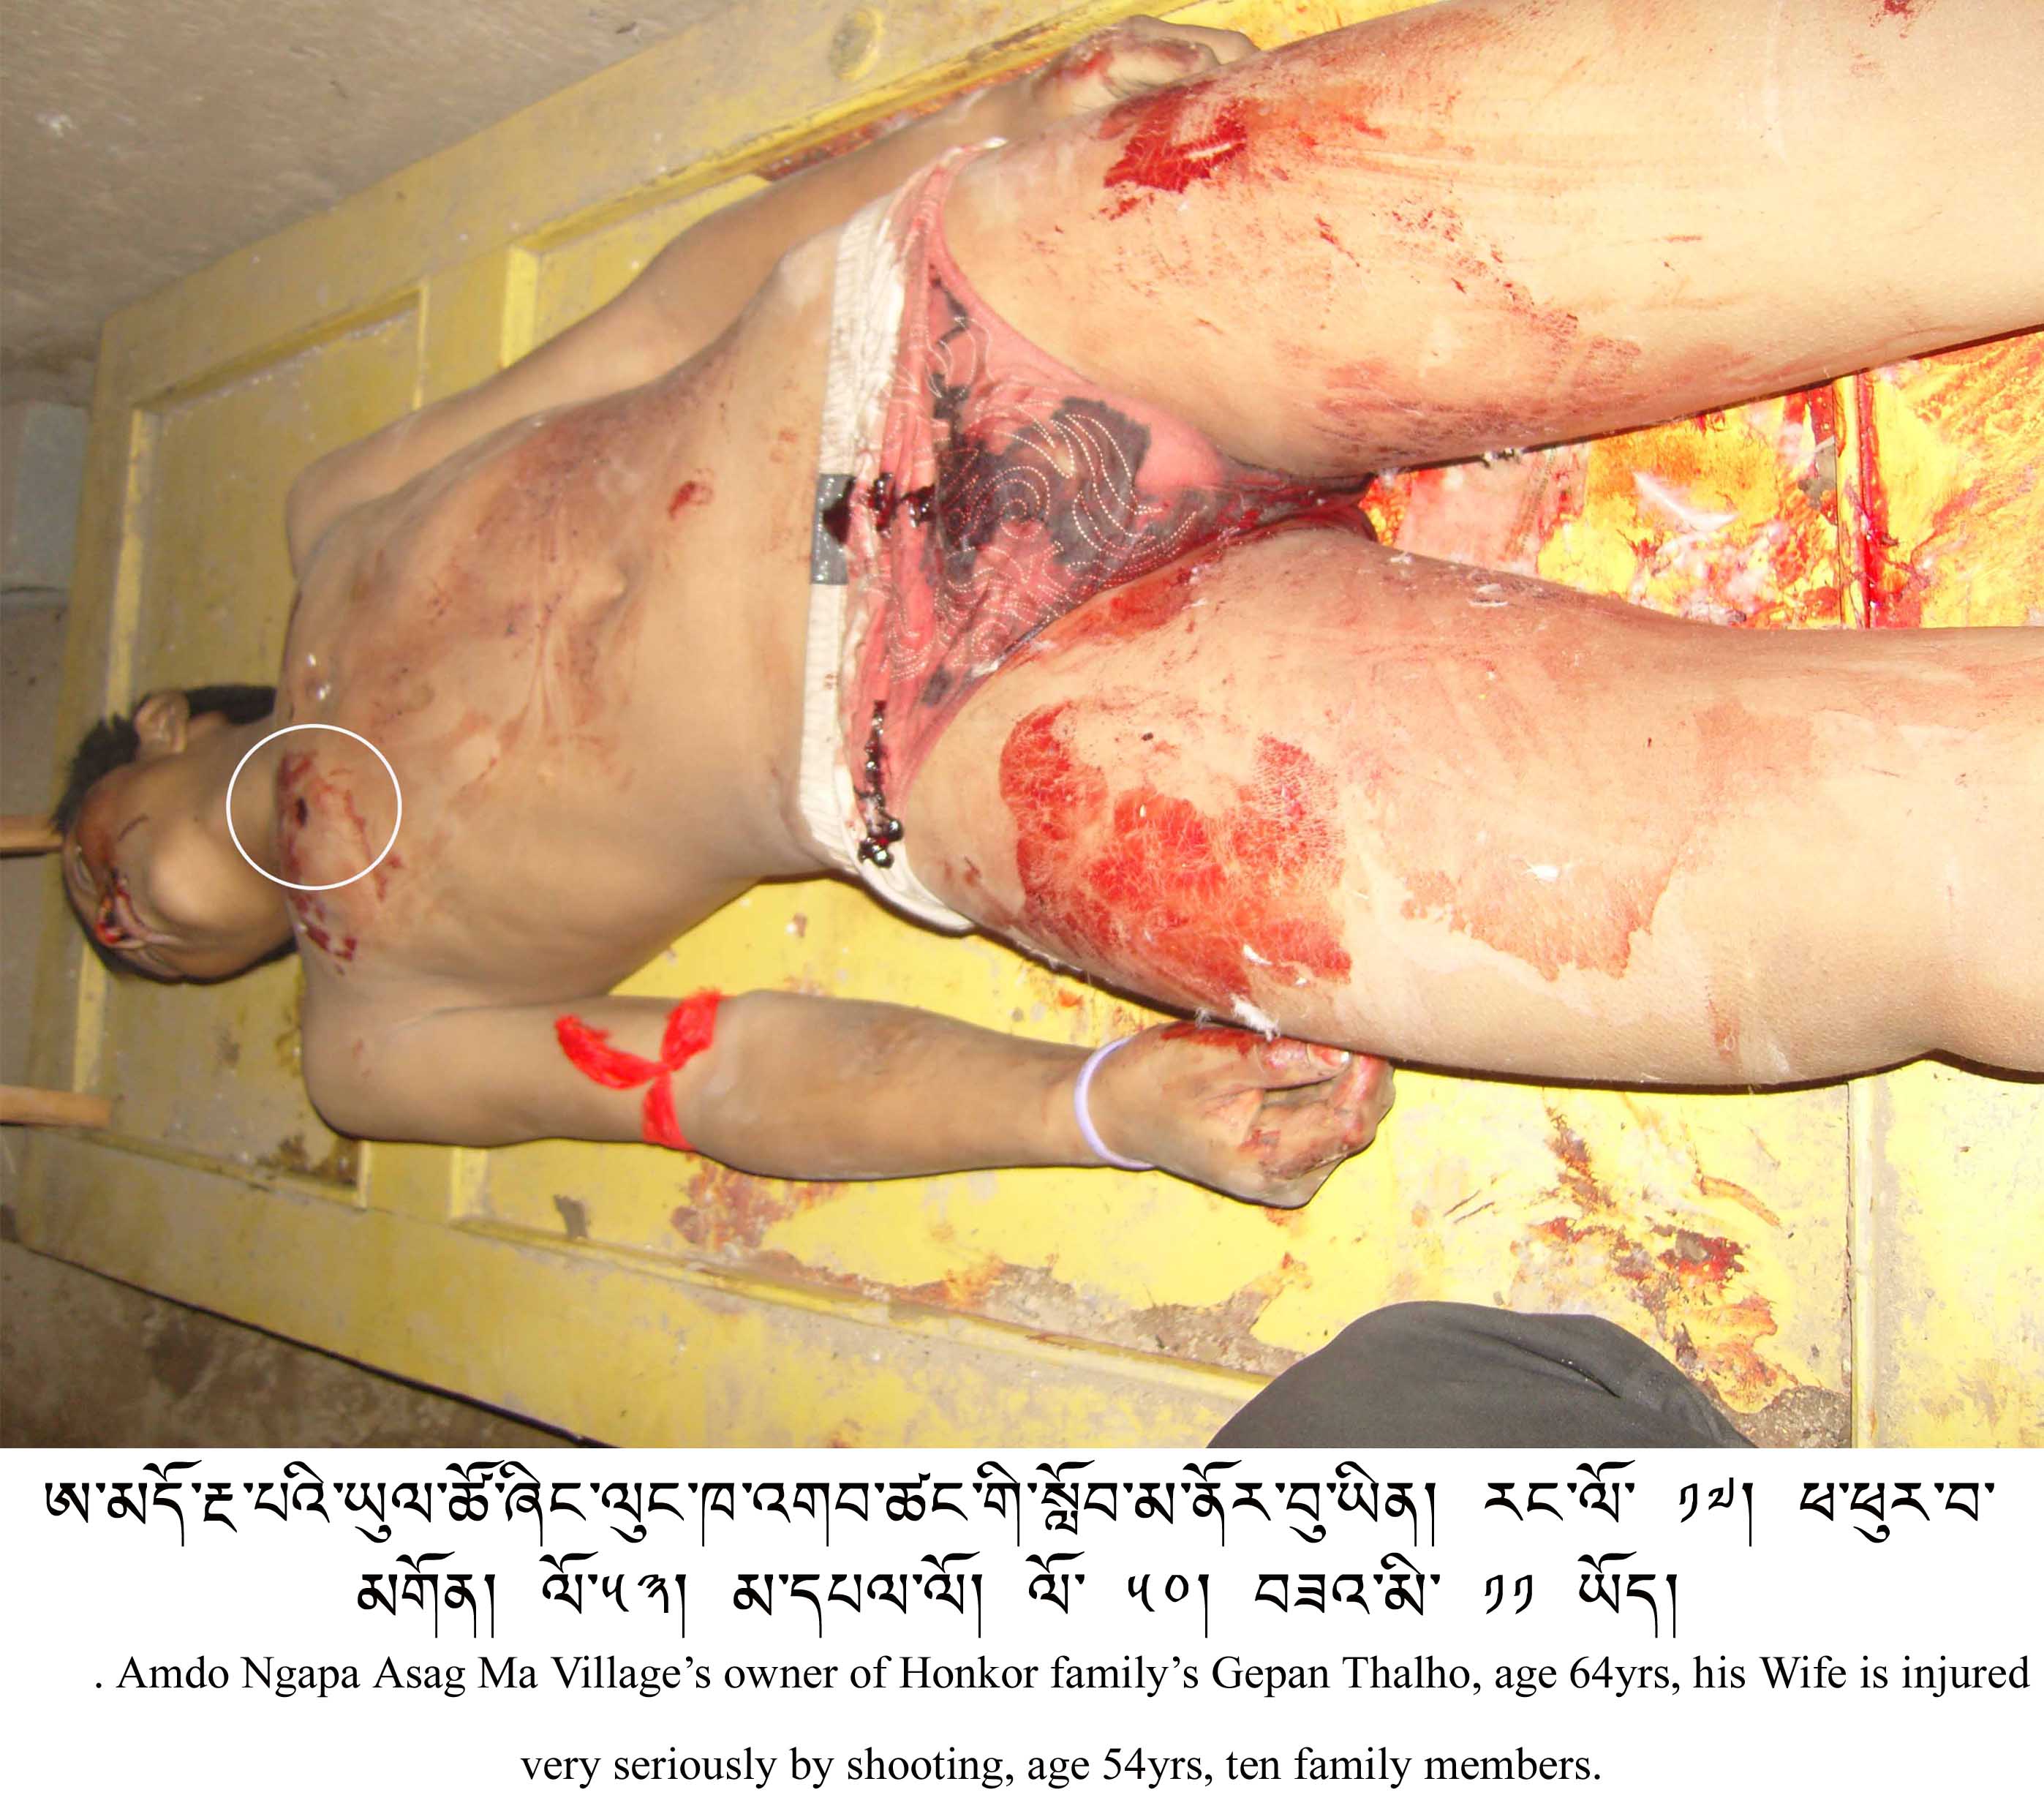 ཨ་མདོ་རྔ་པའི་ཡུལ་ཚོ་ཞིང་ལུང་ཁ་འགབ་ཚང་གི་སློབ་མ་ནོར་བུ་ཡིན། རང་ལོ་ ༡༧། ཕ་ཕུར་བ་
མགོན། ལོ་༥༣། མ་དཔལ་ལོ། ལོ་ ༥༠། བཟའ་མི་ ༡༡ ཡོད།
. Amdo Ngapa Asag Ma Village’s owner of Honkor family’s Gepan Thalho, age 64yrs, his Wife is injured
very seriously by shooting, age 54yrs, ten family members.